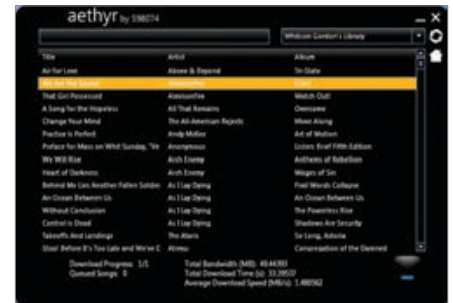 aethyr by 598074
Whitson Gordon's Library
Title Artist Album
Air for Love Above & Beyond Tri-State
We Are the Sound Alexisonfire
That Girl Possessed Alexisonfire Watch Out!
A Song for the Hopeless All That Remains Overcome
Change Your Mind The All-American Rejects Move Along
Practice is Perfect Andy McKee Art of Motion
Preface for Mass on Whit Sunday, "Ve Anonymous Listen: Brief Fifth Edition
We Will Rise Arch Enemy Anthems of Rebellion
Heart of Darkness Arch Enemy Wages of Sin
Behind Me Lies Another Fallen Soldier As I Lay Dying Frail Words Collapse
An Ocean Between Us As I Lay Dying An Ocean Between Us
Without Conclusion As I Lay Dying The Powerless Rise
Control is Dead As I Lay Dying Shadows Are Security
Takeoffs And Landings The Ataris So Long, Astoria
Stop! Before It's Too Late and We've D Atreyu Congregation of the Damned
Download Progress: 1/1 Total Bandwidth (MB): 49.44393
Queued Songs: 0 Total Download Time (s): 33.39537
Average Download Speed (MB/s): 1.480562